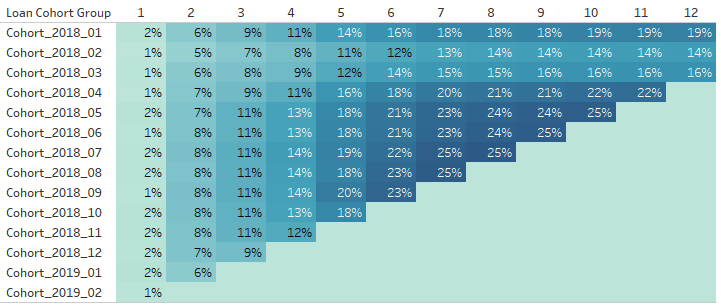 Loan Cohort Group 1 2 3 4 5 6 7 8 9 10 11 12
Cohort_2018_01 2% 6% 9% 11% 14% 16% 18% 18% 18% 19% 19% 19%
Cohort_2018_02 1% 5% 7% 8% 11% 12% 13% 14% 14% 14% 14% 14%
Cohort_2018_03 1% 6% 8% 9% 12% 14% 15% 15% 16% 16% 16% 16%
Cohort_2018_04 1% 7% 9% 11% 16% 18% 20% 21% 21% 22% 22%
Cohort_2018_05 2% 7% 11% 13% 18% 21% 23% 24% 24% 25%
Cohort_2018_06 1% 8% 11% 13% 18% 21% 23% 24% 25%
Cohort_2018_07 2% 8% 11% 14% 19% 22% 25% 25%
Cohort_2018_08 2% 8% 11% 14% 18% 23% 25%
Cohort_2018_09 1% 8% 11% 14% 20% 23%
Cohort_2018_10 2% 8% 11% 13% 18%
Cohort_2018_11 2% 8% 11% 12%
Cohort_2018_12 2% 7% 9%
Cohort_2019_01 2% 6%
Cohort_2019_02 1%